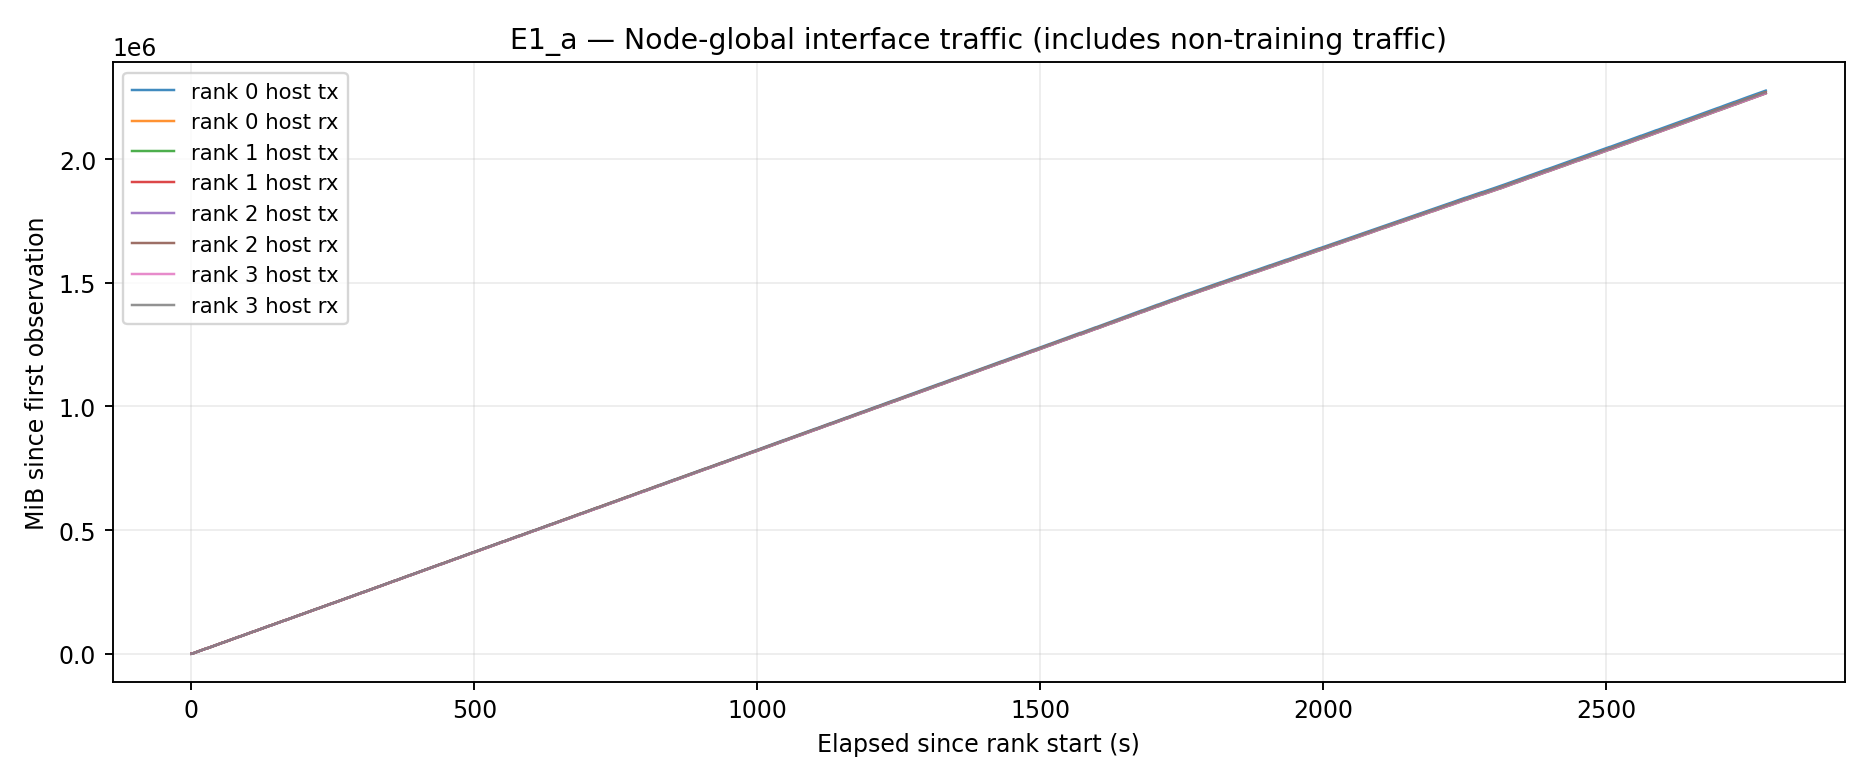 E1_a — Node-global interface traffic (includes non-training traffic)
1e6
rank 0 host tx
rank 0 host rx
rank 1 host tx
rank 1 host rx
rank 2 host tx
rank 2 host rx
rank 3 host tx
rank 3 host rx
MiB since first observation
2.0
1.5
1.0
0.5
0.0
0
500
1000
1500
2000
2500
Elapsed since rank start (s)